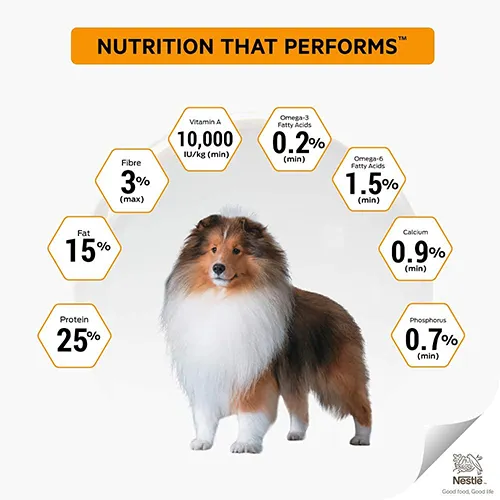 NUTRITION THAT PERFORMS™
Vitamin A
10,000
IU/kg (min)
Omega-3
Fatty Acids
0.2%
(min)
Fibre
3%
(max)
Omega-6
Fatty Acids
1.5%
(min)
Fat
15%
Calcium
0.9%
(min)
Protein
25%
Phosphorus
0.7%
(min)
Nestlē
Good food, Good life